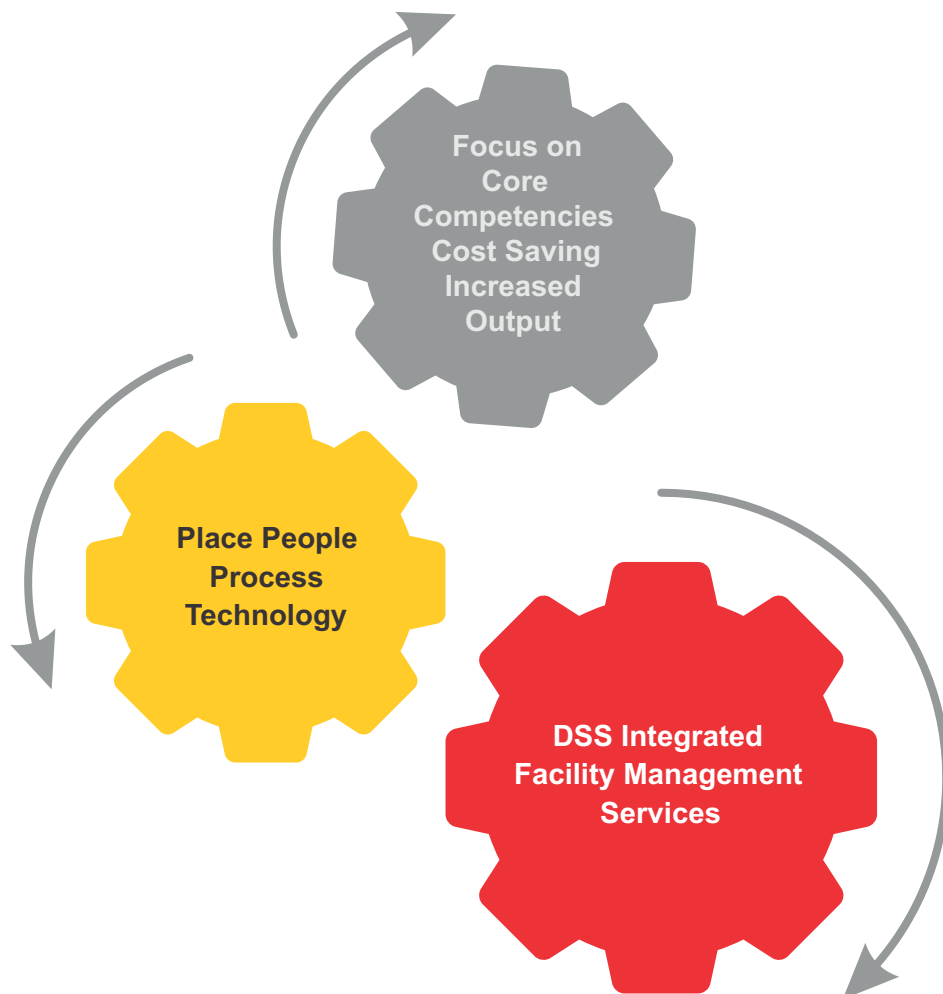 Focus on
Core
Competencies
Cost Saving
Increased
Output
Place People
Process
Technology
DSS Integrated
Facility Management
Services